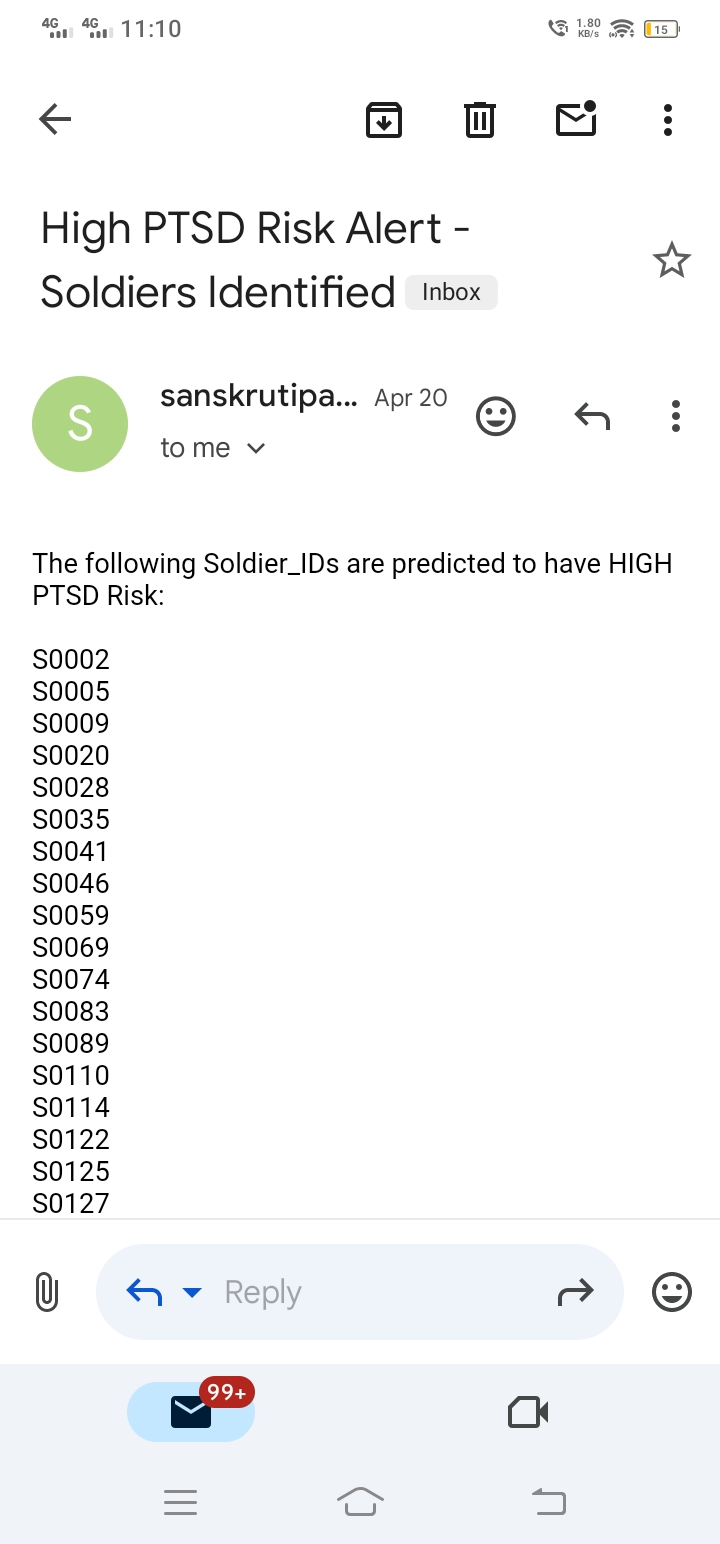 4G 4G 11:10 1.80 KB/s 15
High PTSD Risk Alert -
Soldiers Identified Inbox
S sanskrutipa... Apr 20
to me
The following Soldier_IDs are predicted to have HIGH
PTSD Risk:
S0002
S0005
S0009
S0020
S0028
S0035
S0041
S0046
S0059
S0069
S0074
S0083
S0089
S0110
S0114
S0122
S0125
S0127
Reply
99+